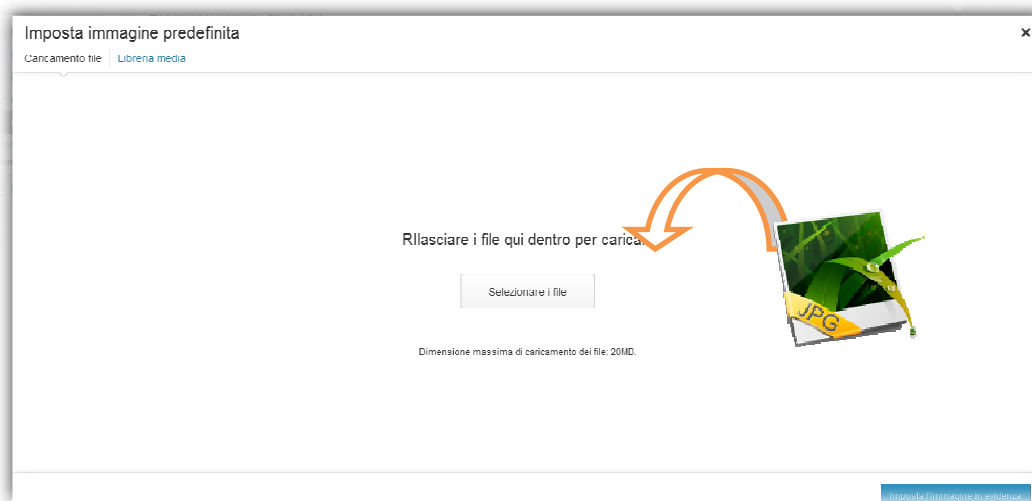 Imposta immagine predefinita
×
Caricamento file Libreria media
RIlasciare i file qui dentro per carica
JPG
Selezionare i file
Dimensione massima di caricamento dei file: 20MB.
Imposta l'immagine in evidenza